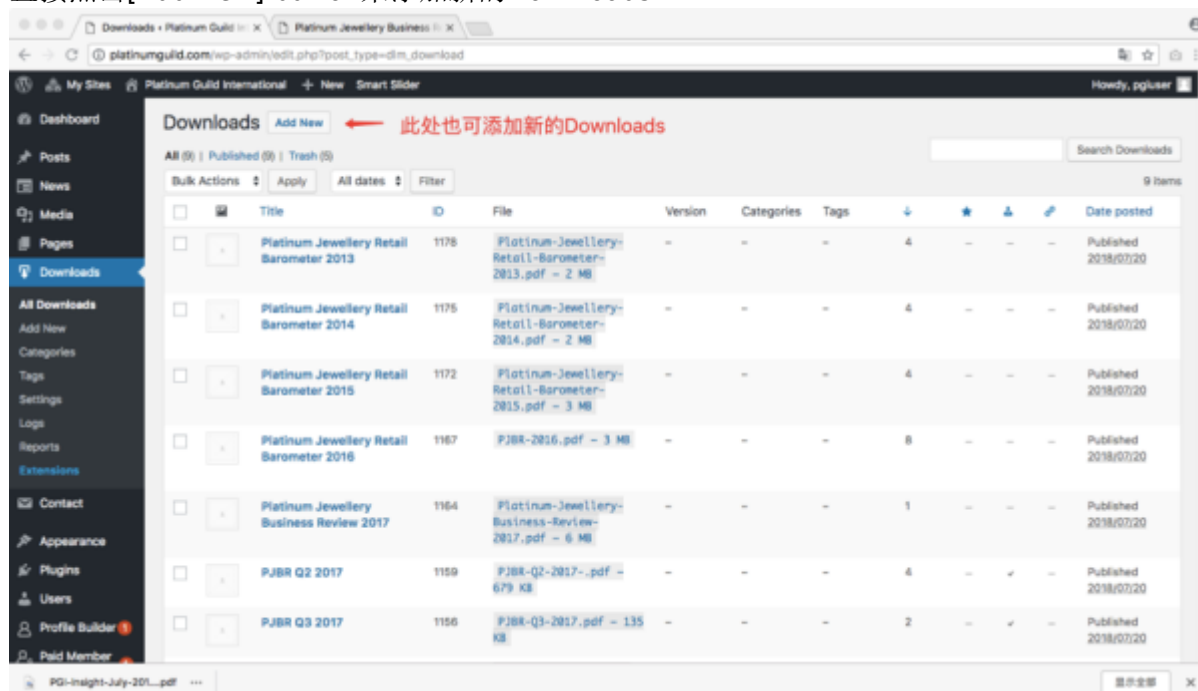 Downloads ‹ Platinum Guild In
Platinum Jewellery Business R
platinumguild.com/wp-admin/edit.php?post_type=dlm_download
My Sites
Platinum Guild International
New
Smart Slider
Howdy, pgiuser
Dashboard
Posts
News
Media
Pages
Downloads
All Downloads
Add New
Categories
Tags
Settings
Logs
Reports
Extensions
Contact
Appearance
Plugins
Users
Profile Builder 1
Paid Member
Downloads Add New 此处也可添加新的Downloads
All (9) | Published (9) | Trash (5)
Search Downloads
Bulk Actions Apply All dates Filter
9 items
Title ID File Version Categories Tags Date posted
Platinum Jewellery Retail Barometer 2013 1178 Platinum-Jewellery-Retail-Barometer-2013.pdf – 2 MB – – – 4 – – – Published 2018/07/20
Platinum Jewellery Retail Barometer 2014 1175 Platinum-Jewellery-Retail-Barometer-2014.pdf – 2 MB – – – 4 – – – Published 2018/07/20
Platinum Jewellery Retail Barometer 2015 1172 Platinum-Jewellery-Retail-Barometer-2015.pdf – 3 MB – – – 4 – – – Published 2018/07/20
Platinum Jewellery Retail Barometer 2016 1167 PJBR-2016.pdf – 3 MB – – – 8 – – – Published 2018/07/20
Platinum Jewellery Business Review 2017 1164 Platinum-Jewellery-Business-Review-2017.pdf – 6 MB – – – 1 – – – Published 2018/07/20
PJBR Q2 2017 1159 PJBR-Q2-2017-.pdf – 679 KB – – – 4 – ✓ – Published 2018/07/20
PJBR Q3 2017 1156 PJBR-Q3-2017.pdf – 135 KB – – – 2 – ✓ – Published 2018/07/20
PGI-Insight-July-201....pdf
显示全部